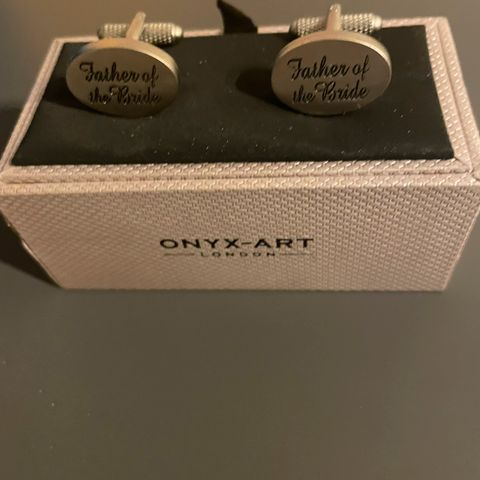 Father of
the Bride
Father of
the Bride
ONYX-ART
LONDON